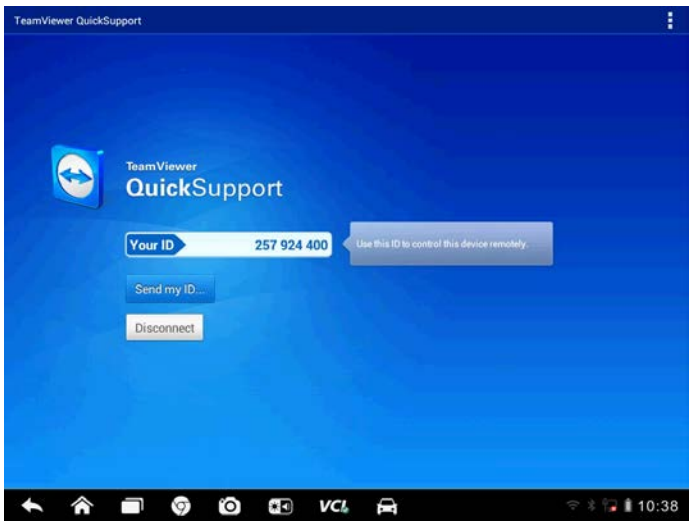 TeamViewer QuickSupport
TeamViewer
QuickSupport
Your ID 257 924 400
Use this ID to control this device remotely.
Send my ID...
Disconnect
VCI
10:38